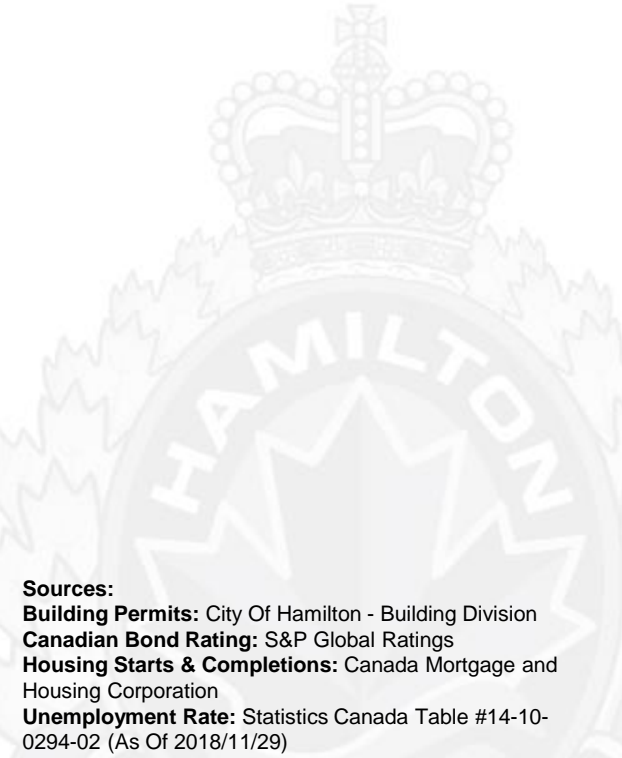 HAMILTON
Sources:
Building Permits: City Of Hamilton - Building Division
Canadian Bond Rating: S&P Global Ratings
Housing Starts & Completions: Canada Mortgage and
Housing Corporation
Unemployment Rate: Statistics Canada Table #14-10-
0294-02 (As Of 2018/11/29)